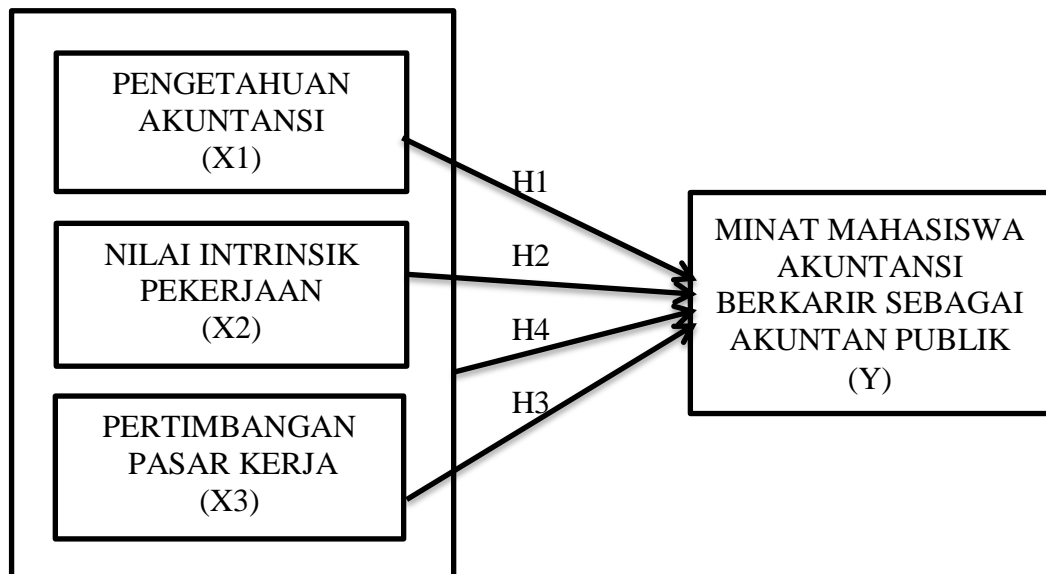 PENGETAHUAN
AKUNTANSI
(X1)
NILAI INTRINSIK
PEKERJAAN
(X2)
PERTIMBANGAN
PASAR KERJA
(X3)
H1
H2
H4
H3
MINAT MAHASISWA
AKUNTANSI
BERKARIR SEBAGAI
AKUNTAN PUBLIK
(Y)